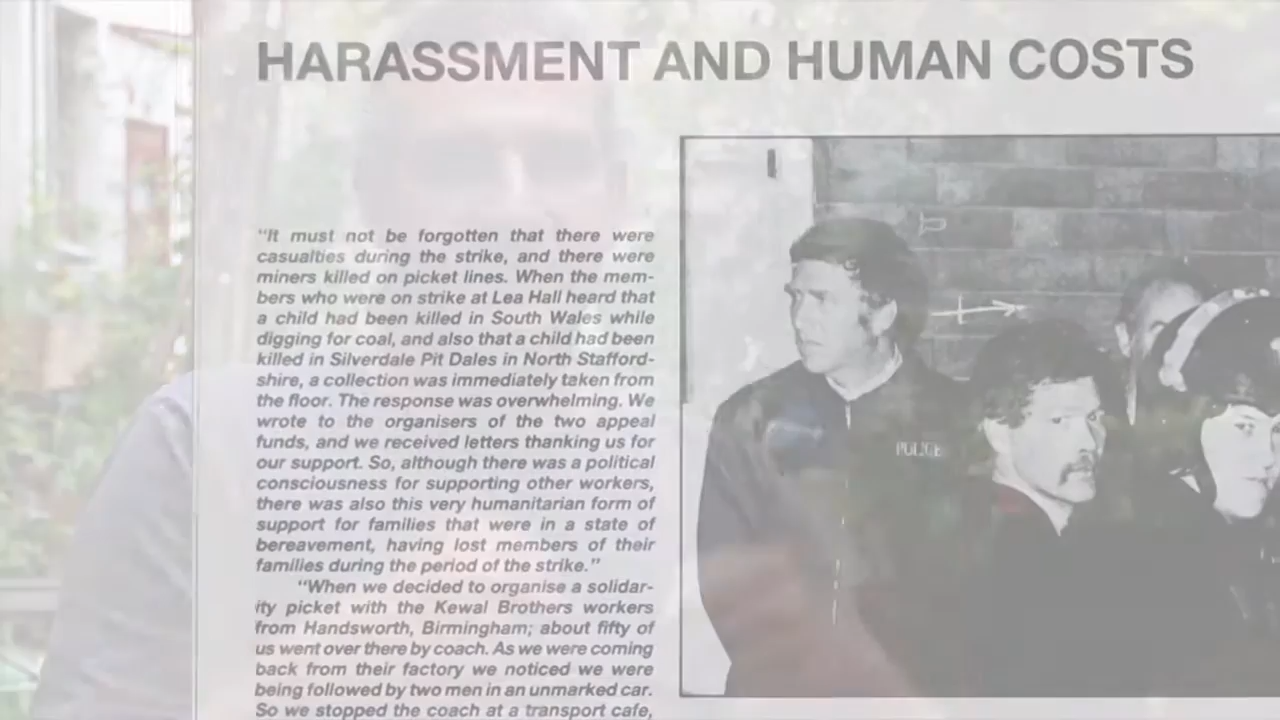 HARASSMENT AND HUMAN COSTS
“It must not be forgotten that there were
casualties during the strike, and there were
miners killed on picket lines. When the mem-
bers who were on strike at Lea Hall heard that
a child had been killed in South Wales while
digging for coal, and also that a child had been
killed in Silverdale Pit Dales in North Stafford-
shire, a collection was immediately taken from
the floor. The response was overwhelming. We
wrote to the organisers of the two appeal
funds, and we received letters thanking us for
our support. So, although there was a political
consciousness for supporting other workers,
there was also this very humanitarian form of
support for families that were in a state of
bereavement, having lost members of their
families during the period of the strike.”
“When we decided to organise a solidar-
ity picket with the Kewal Brothers workers
from Handsworth, Birmingham; about fifty of
us went over there by coach. As we were coming
back from their factory we noticed we were
being followed by two men in an unmarked car.
So we stopped the coach at a transport cafe,
POLICE